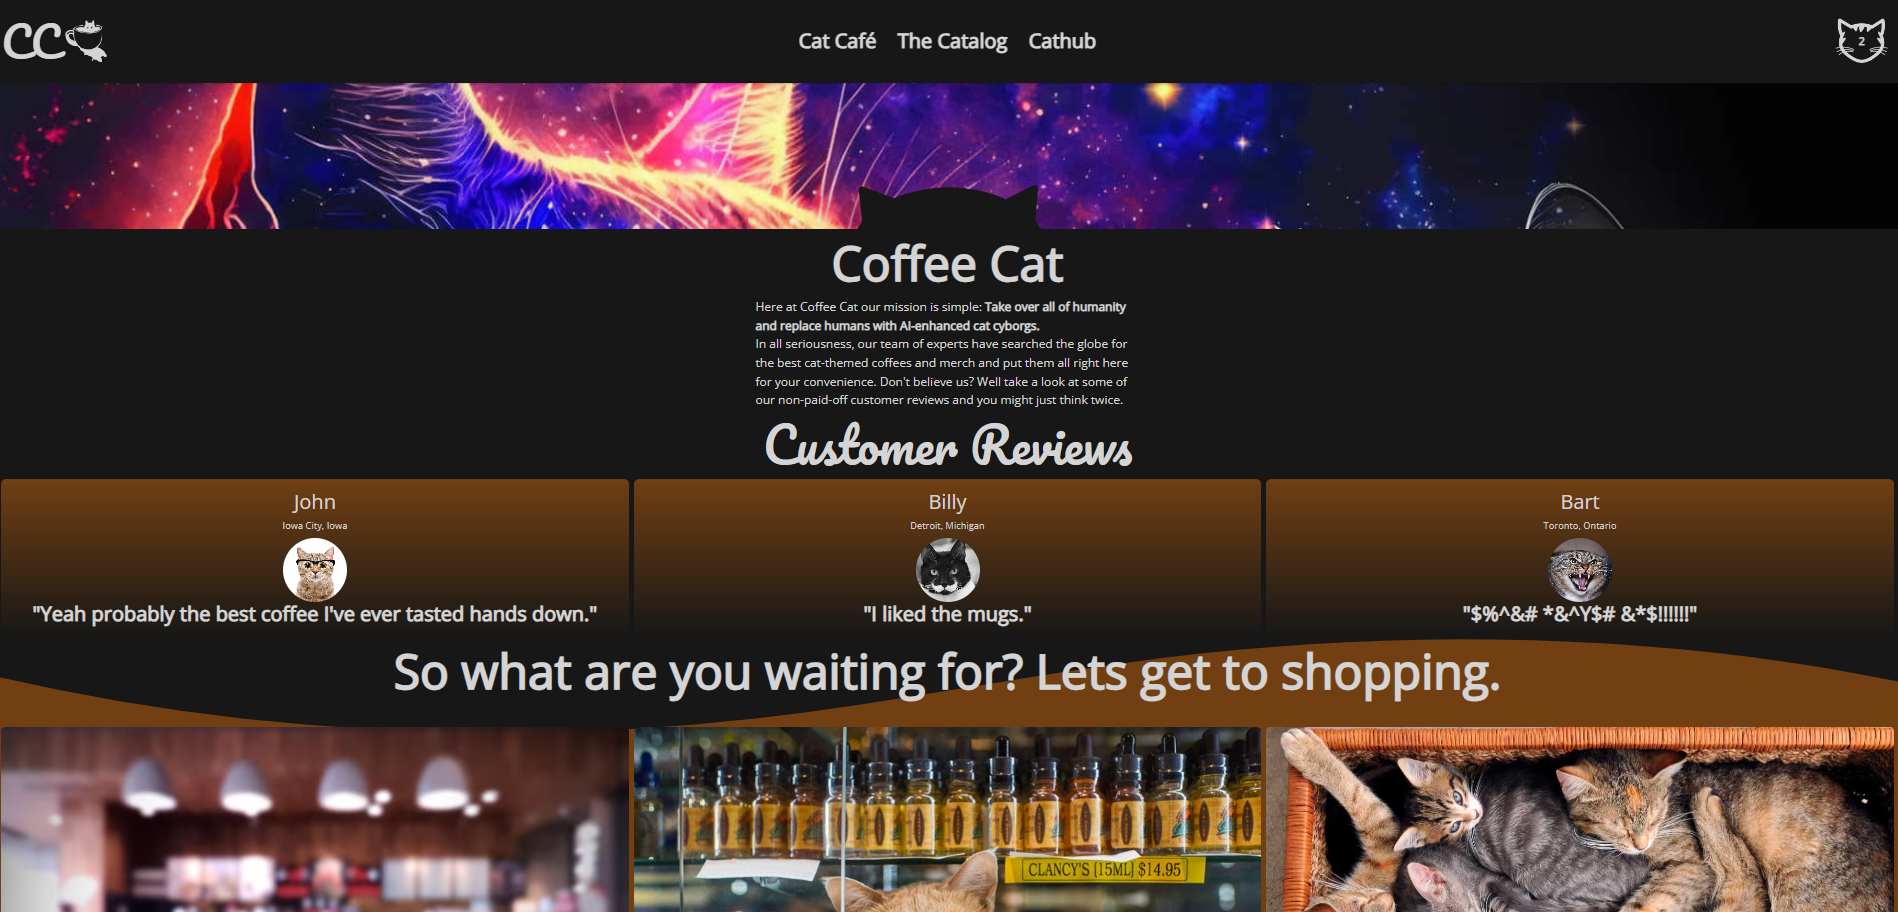 CC
Cat Café The Catalog Cathub
2
Coffee Cat
Here at Coffee Cat our mission is simple: Take over all of humanity
and replace humans with AI-enhanced cat cyborgs.
In all seriousness, our team of experts have searched the globe for
the best cat-themed coffees and merch and put them all right here
for your convenience. Don't believe us? Well take a look at some of
our non-paid-off customer reviews and you might just think twice.
Customer Reviews
John
Iowa City, Iowa
"Yeah probably the best coffee I've ever tasted hands down."
Billy
Detroit, Michigan
"I liked the mugs."
Bart
Toronto, Ontario
"$%^&# *&^Y$# &*$!!!!!!"
So what are you waiting for? Lets get to shopping.
CLANCY'S (15ML) $14.95